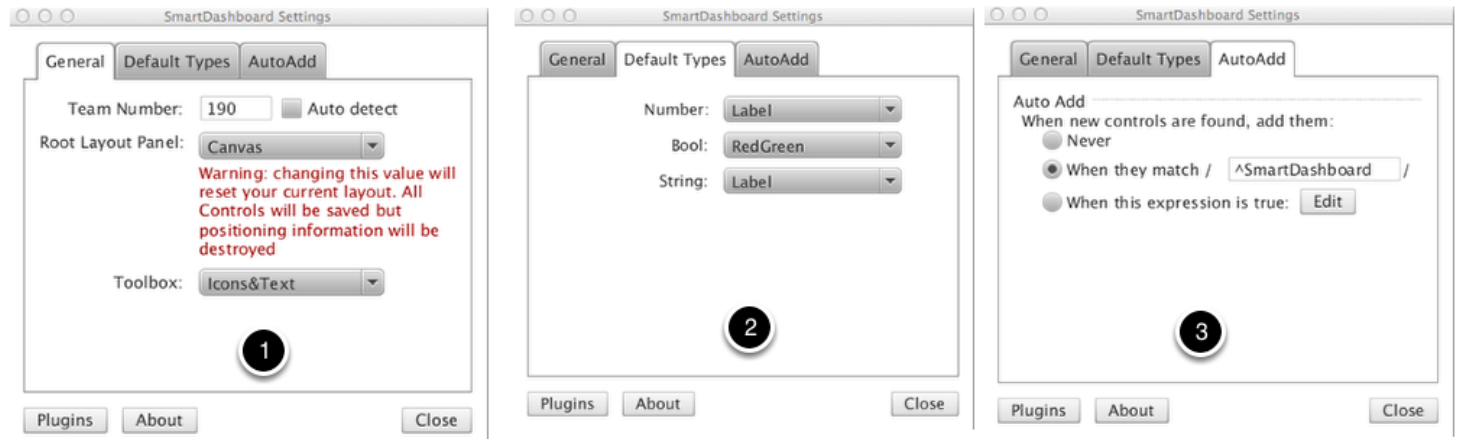 SmartDashboard Settings
General Default Types AutoAdd
Team Number: 190 Auto detect
Root Layout Panel: Canvas
Warning: changing this value will
reset your current layout. All
Controls will be saved but
positioning information will be
destroyed
Toolbox: Icons&Text
1
Plugins About Close
SmartDashboard Settings
General Default Types AutoAdd
Number: Label
Bool: RedGreen
String: Label
2
Plugins About Close
SmartDashboard Settings
General Default Types AutoAdd
Auto Add
When new controls are found, add them:
Never
When they match / ^SmartDashboard /
When this expression is true: Edit
3
Plugins About Close